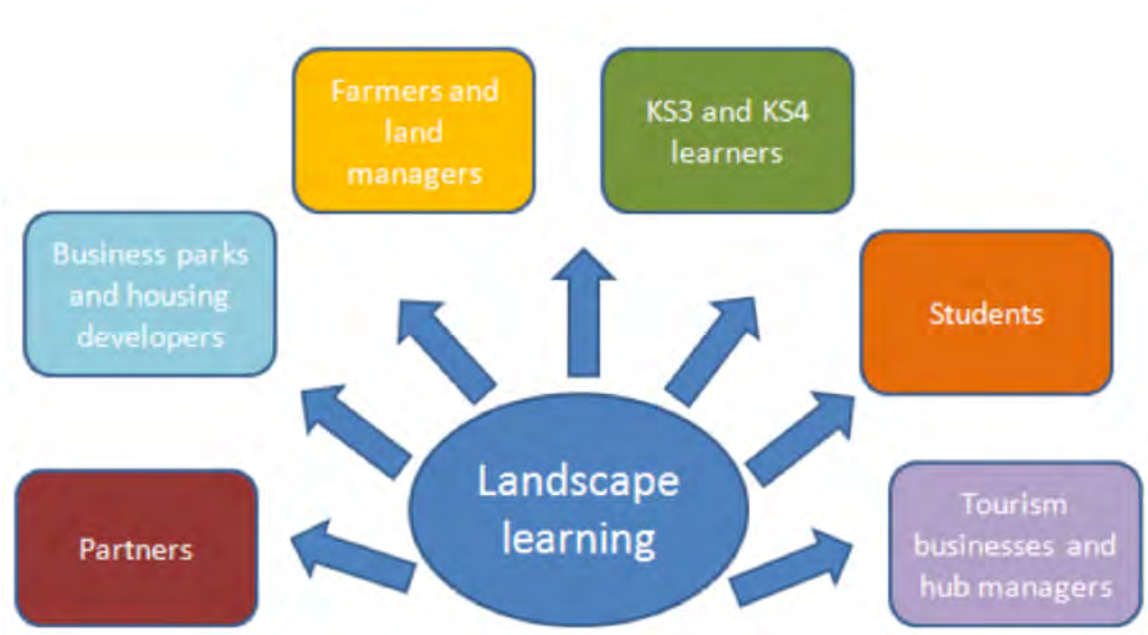 Farmers and
land
managers
KS3 and KS4
learners
Business parks
and housing
developers
Students
Landscape
learning
Partners
Tourism
businesses and
hub managers